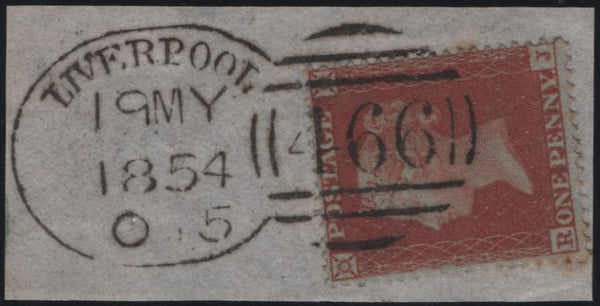 LIVERPOOL
19MY
1854
O 5
466
POSTAGE
ONE PENNY
R
J